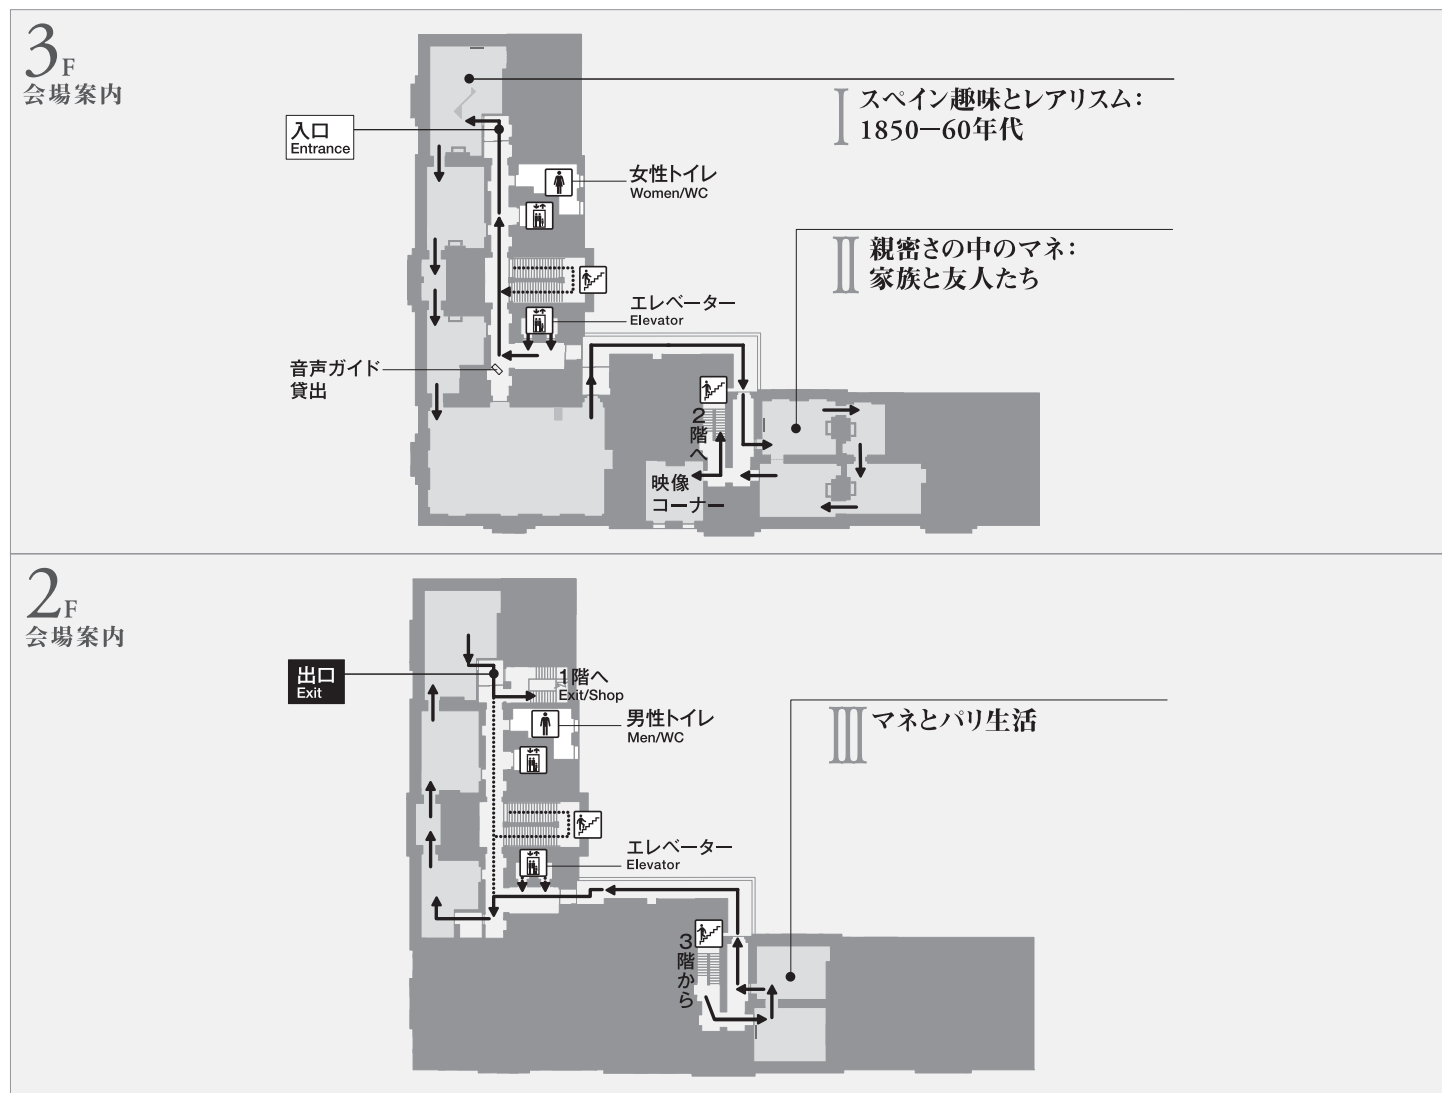 3F
会場案内
I スペイン趣味とレアリスム:
1850—60年代
入口
Entrance
女性トイレ
Women/WC
II 親密さの中のマネ:
家族と友人たち
エレベーター
Elevator
音声ガイド
貸出
2階へ
映像
コーナー
2F
会場案内
出口
Exit
1階へ
Exit/Shop
男性トイレ
Men/WC
III マネとパリ生活
エレベーター
Elevator
3階から